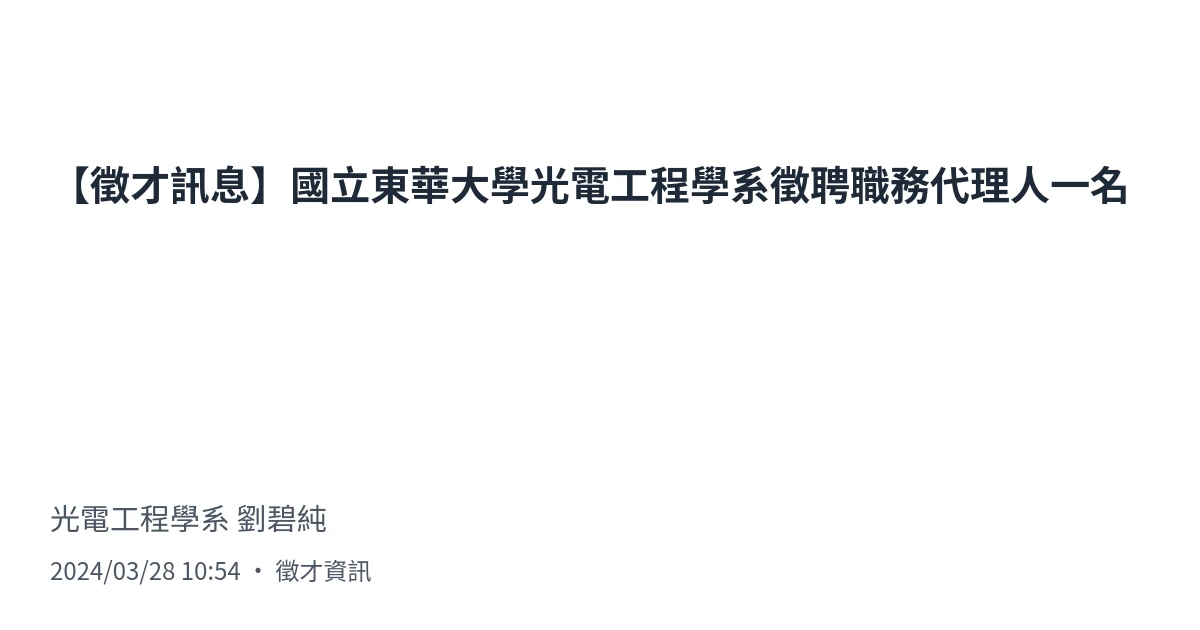 【徵才訊息】國立東華大學光電工程學系徵聘職務代理人一名
光電工程學系 劉碧純
2024/03/28 10:54 • 徵才資訊